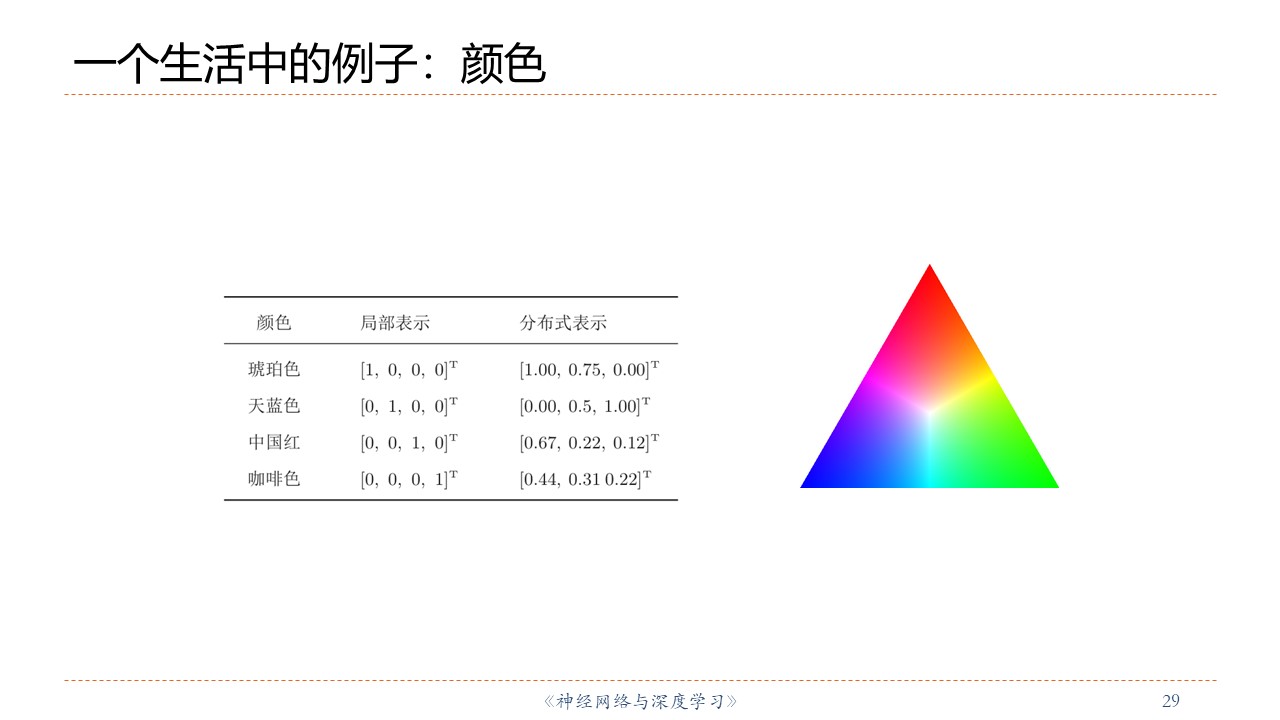 一个生活中的例子：颜色
颜色 局部表示 分布式表示
琥珀色 [1, 0, 0, 0]ᵀ [1.00, 0.75, 0.00]ᵀ
天蓝色 [0, 1, 0, 0]ᵀ [0.00, 0.5, 1.00]ᵀ
中国红 [0, 0, 1, 0]ᵀ [0.67, 0.22, 0.12]ᵀ
咖啡色 [0, 0, 0, 1]ᵀ [0.44, 0.31 0.22]ᵀ
《神经网络与深度学习》 29